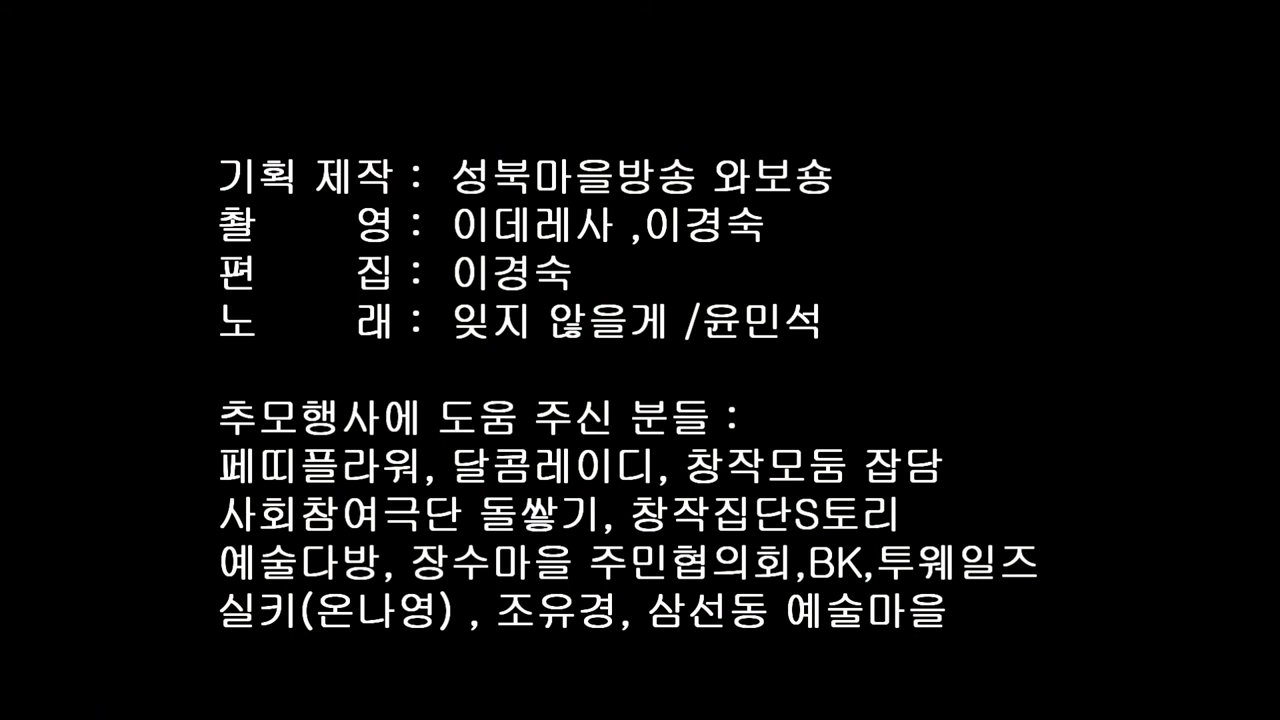 기획 제작 : 성북마을방송 와보숑
촬 영 : 이데레사 ,이경숙
편 집 : 이경숙
노 래 : 잊지 않을게 /윤민석
추모행사에 도움 주신 분들 :
페띠플라워, 달콤레이디, 창작모둠 잡담
사회참여극단 돌쌓기, 창작집단S토리
예술다방, 장수마을 주민협의회,BK,투웨일즈
실키(온나영) , 조유경, 삼선동 예술마을